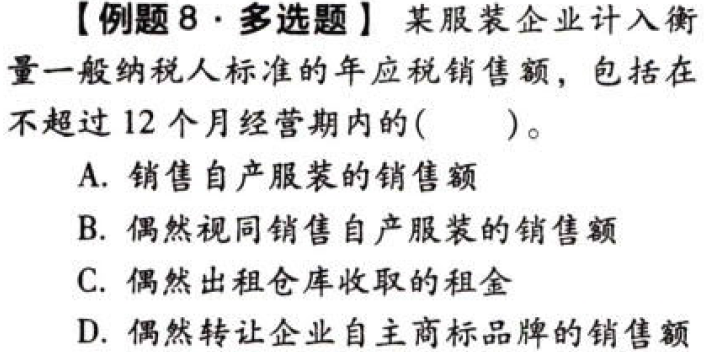 【例题8·多选题】 某服装企业计入衡
量一般纳税人标准的年应税销售额，包括在
不超过12个月经营期内的(　　)。
A. 销售自产服装的销售额
B. 偶然视同销售自产服装的销售额
C. 偶然出租仓库收取的租金
D. 偶然转让企业自主商标品牌的销售额